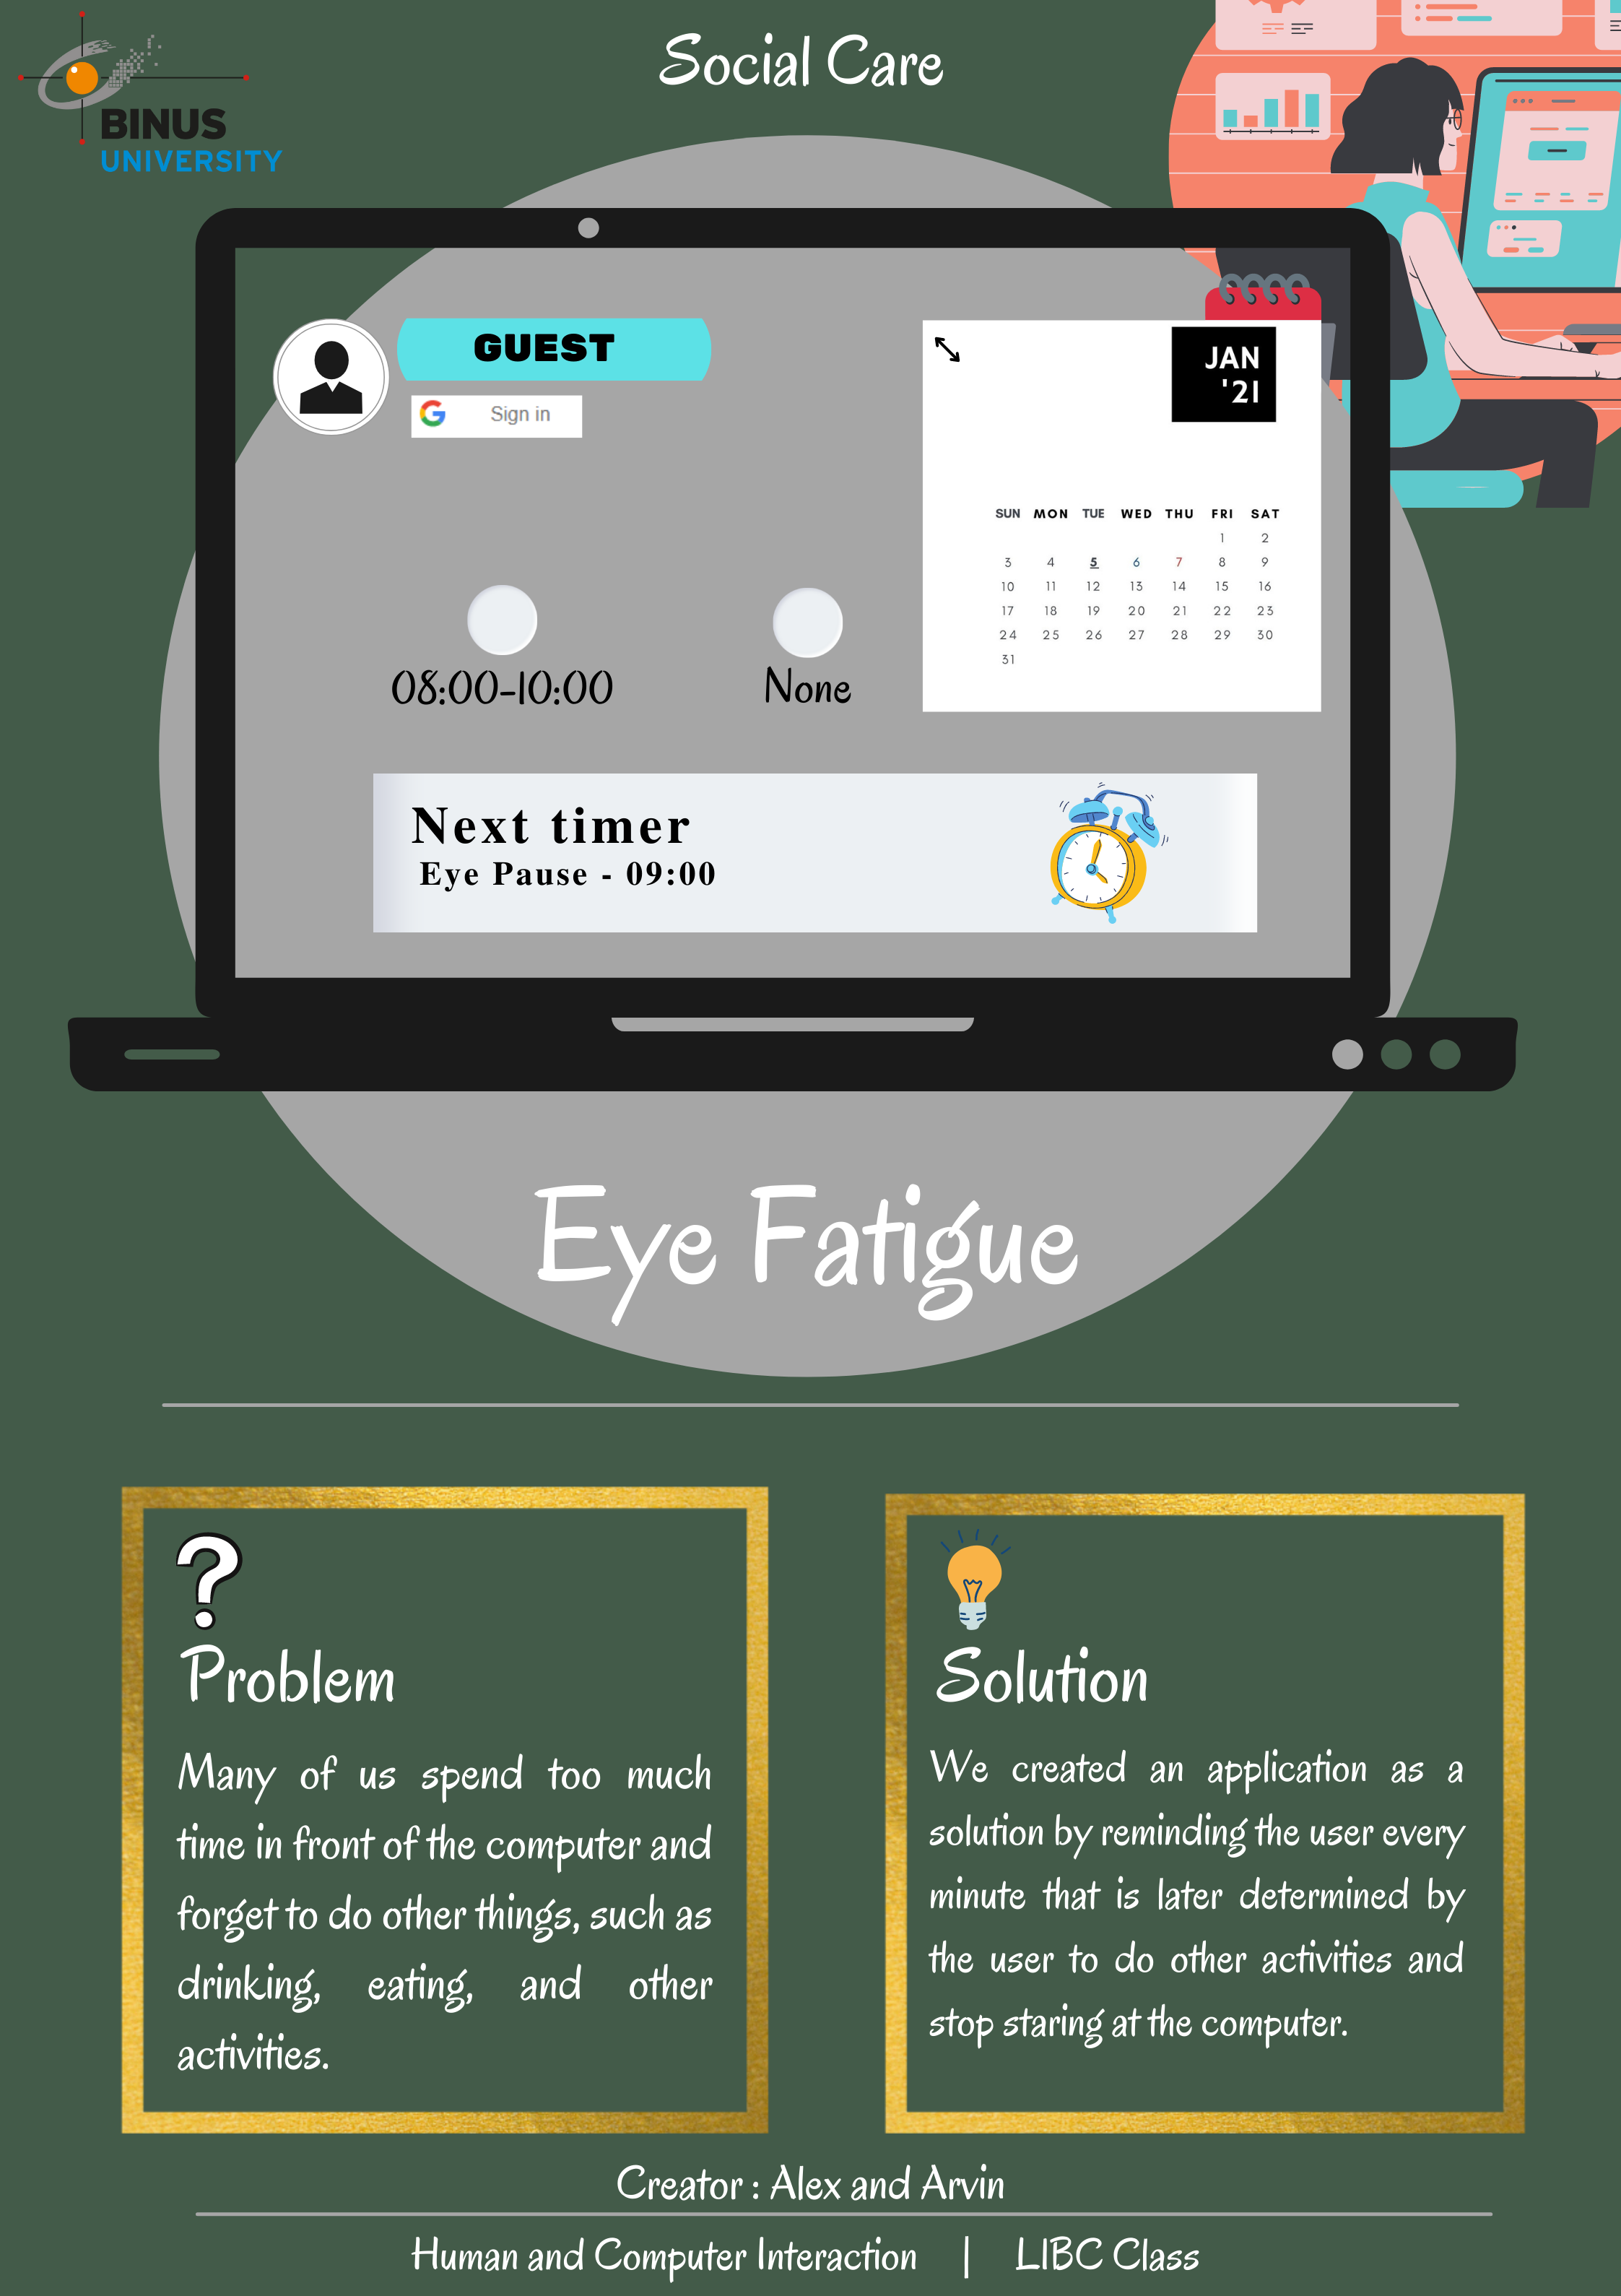 Social Care
BINUS
UNIVERSITY
GUEST
Sign in
JAN
'21
SUN MON TUE WED THU FRI SAT
1 2
3 4 5 6 7 8 9
10 11 12 13 14 15 16
17 18 19 20 21 22 23
24 25 26 27 28 29 30
31
08:00-10:00
None
Next timer
Eye Pause - 09:00
Eye Fatigue
Problem
Many of us spend too much
time in front of the computer and
forget to do other things, such as
drinking, eating, and other
activities.
Solution
We created an application as a
solution by reminding the user every
minute that is later determined by
the user to do other activities and
stop staring at the computer.
Creator : Alex and Arvin
Human and Computer Interaction | LIBC Class